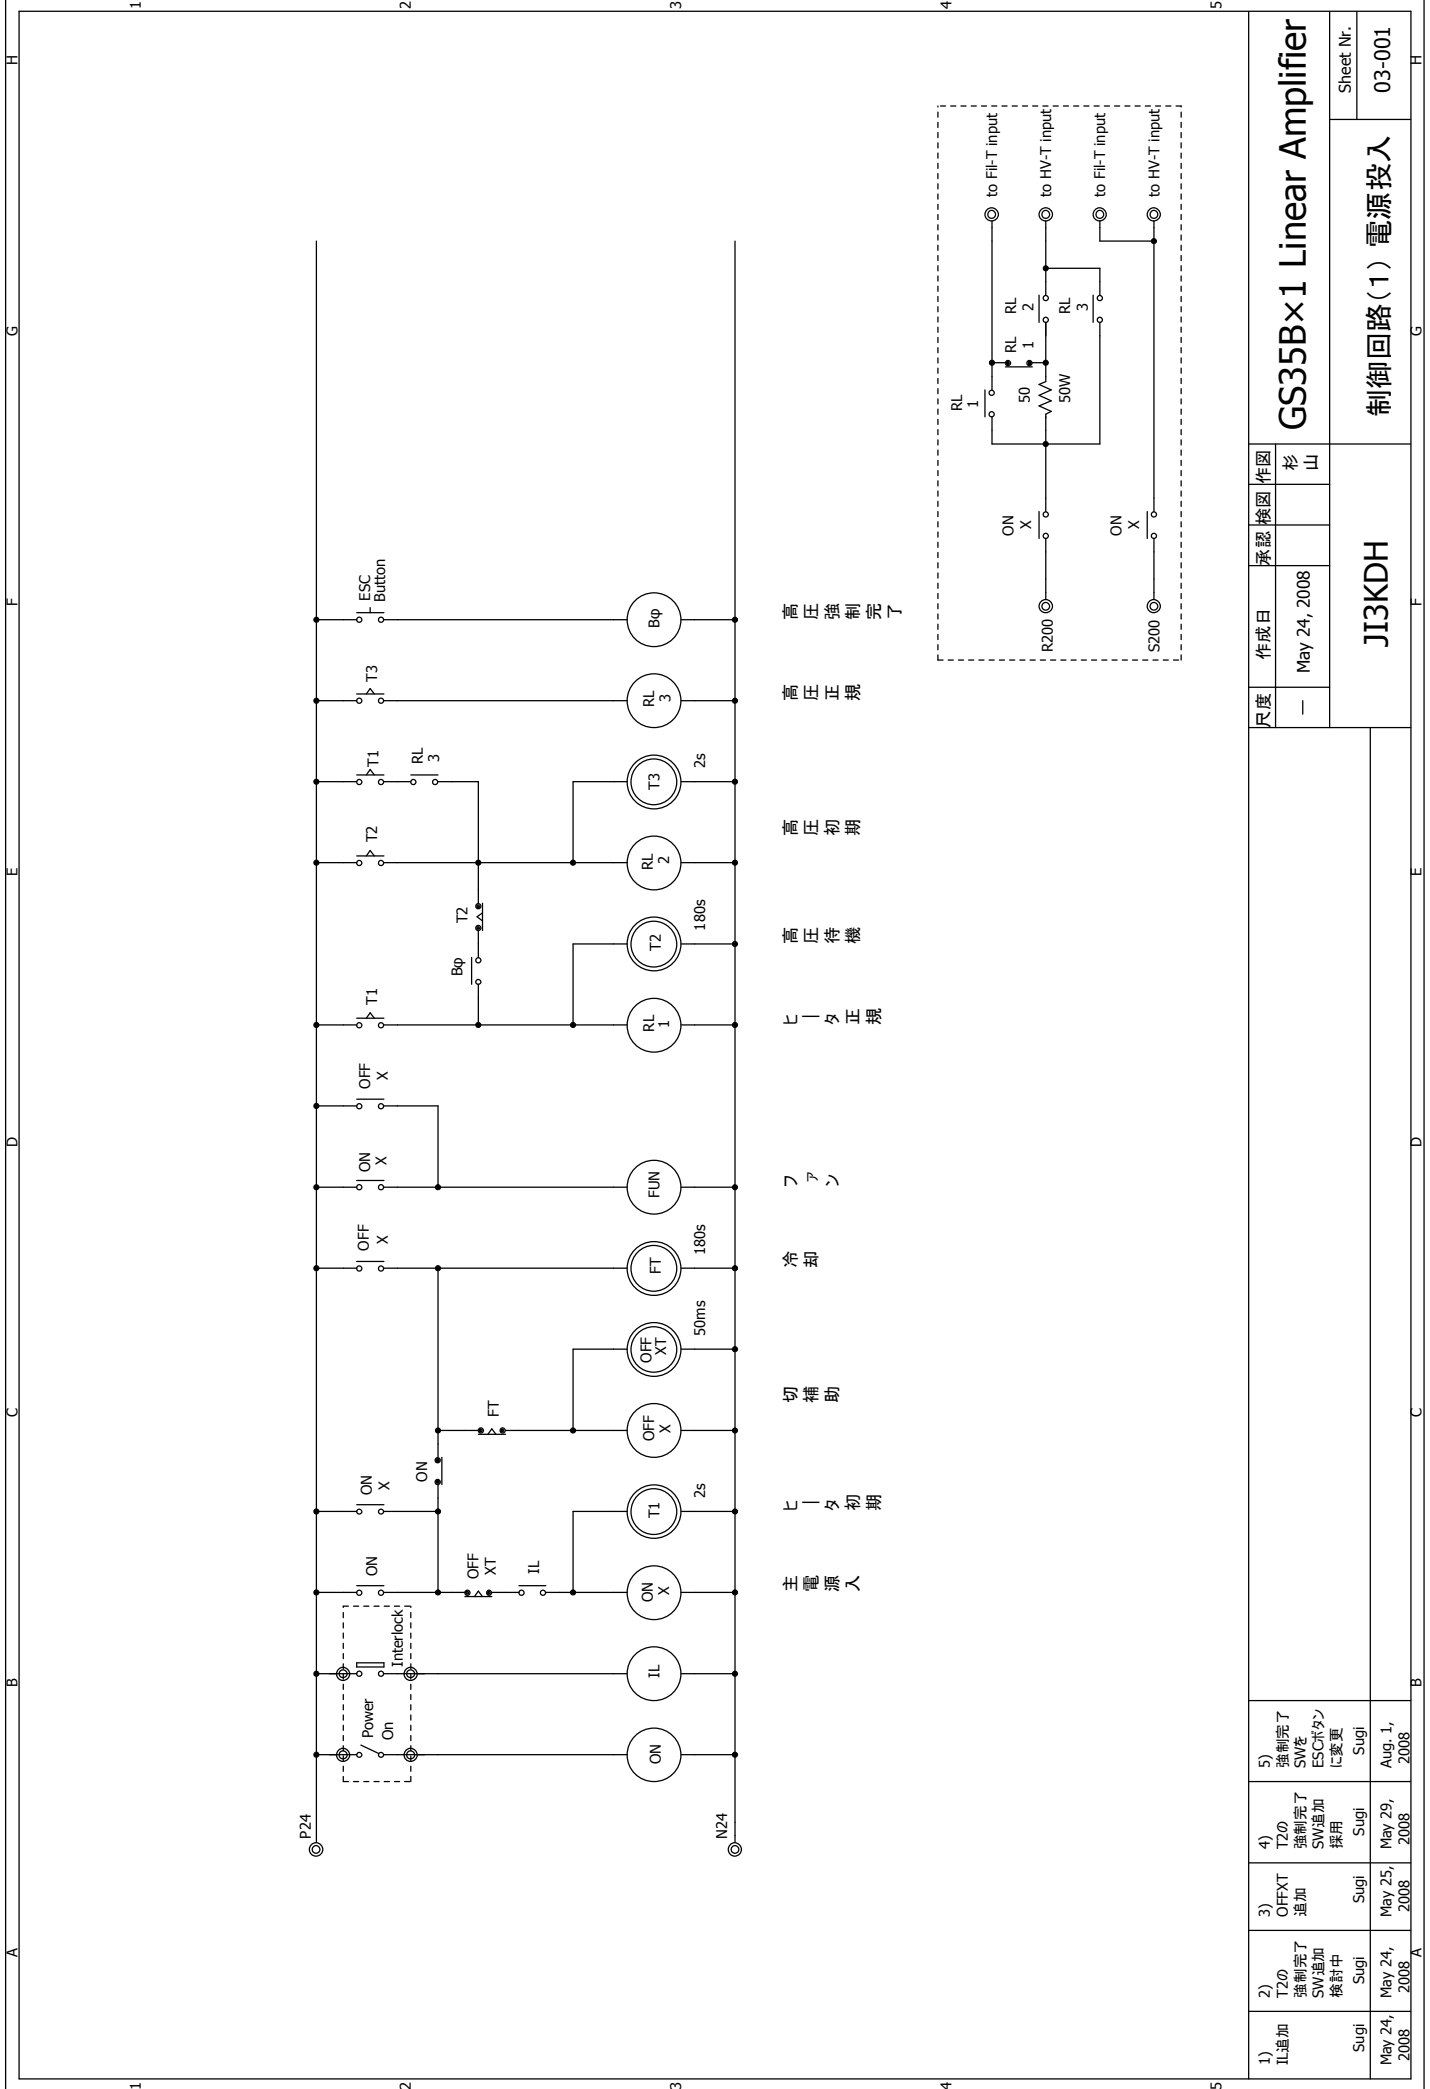 A
B
C
D
E
F
G
H
1
2
3
4
5
P24
N24
Power
On
Interlock
ON
ON
X
OFF
X
ON
X
OFF
X
T1
T2
T1
RL
3
T3
ESC
Button
ON
OFF
XT
IL
FT
Bφ
T2
ON
IL
ON
X
T1
2s
OFF
X
OFF
XT
50ms
FT
180s
FUN
RL
1
T2
180s
RL
2
T3
2s
RL
3
Bφ
主電源入
ヒータ初期
切補助
冷却
ファン
ヒータ正規
高圧待機
高圧初期
高圧正規
高圧強制完了
R200
S200
ON
X
ON
X
RL
1
50
50W
RL
1
RL
2
RL
3
to Fil-T input
to HV-T input
to Fil-T input
to HV-T input
1)
IL追加
Sugi
May 24,
2008
2)
T2の
強制完了
SW追加
検討中
Sugi
May 24,
2008
3)
OFFXT
追加
Sugi
May 25,
2008
4)
T2の
強制完了
SW追加
採用
Sugi
May 29,
2008
5)
強制完了
SWを
ESCボタン
に変更
Sugi
Aug. 1,
2008
尺度
作成日
承認
検図
作図
—
May 24, 2008
杉山
JI3KDH
GS35B×1 Linear Amplifier
制御回路(1) 電源投入
Sheet Nr.
03-001
A
B
C
D
E
F
G
H
1
2
3
4
5